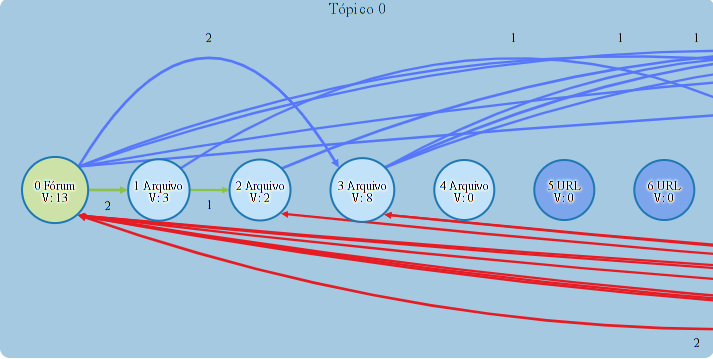 Tópico 0
2
1
1
1
0 Fórum
V: 13
1 Arquivo
V: 3
2 Arquivo
V: 2
3 Arquivo
V: 8
4 Arquivo
V: 0
5 URL
V: 0
6 URL
V: 0
2
1
2